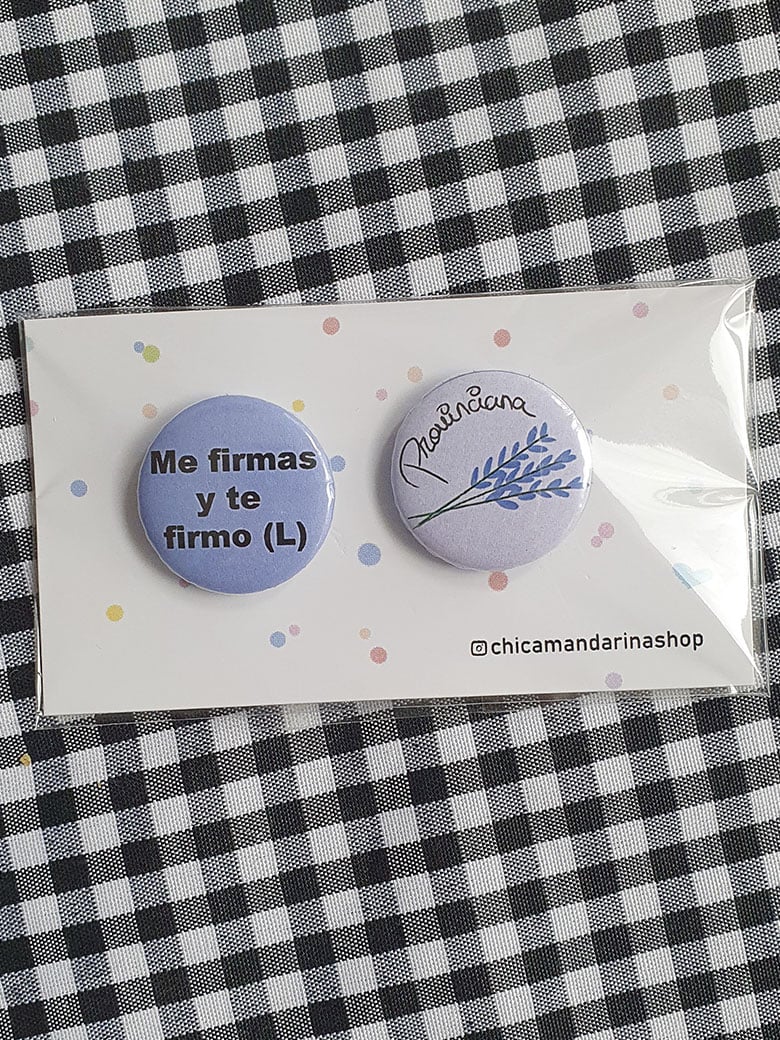 Me firmas
y te
firmo (L)
Provinciana
chicamandarinashop